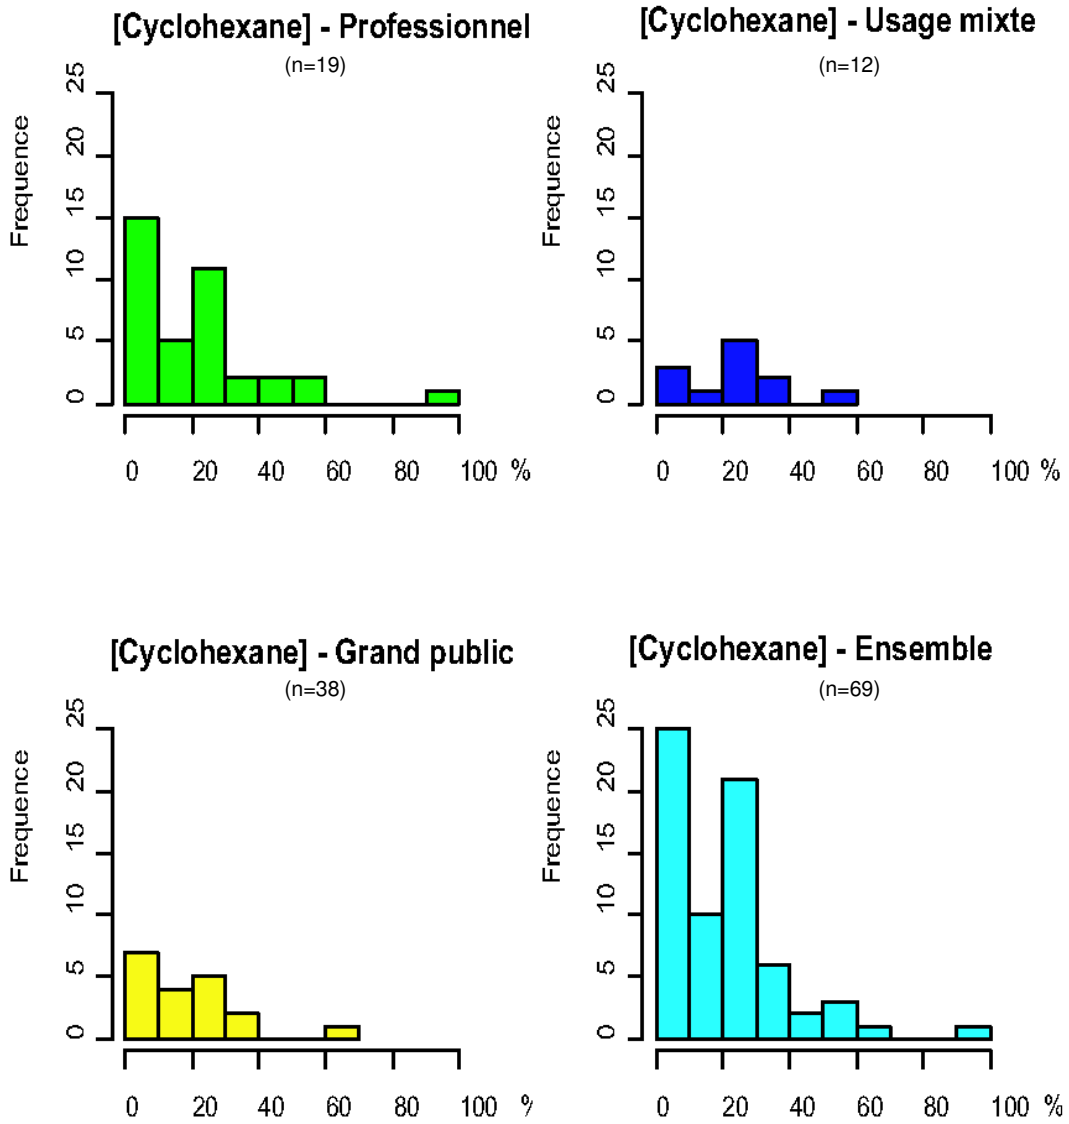 [Cyclohexane] - Professionnel
(n=19)
Frequence
25
20
15
10
5
0
0 20 40 60 80 100 %
[Cyclohexane] - Usage mixte
(n=12)
Frequence
25
20
15
10
5
0
0 20 40 60 80 100 %
[Cyclohexane] - Grand public
(n=38)
Frequence
25
20
15
10
5
0
0 20 40 60 80 100 %
[Cyclohexane] - Ensemble
(n=69)
Frequence
25
20
15
10
5
0
0 20 40 60 80 100 %